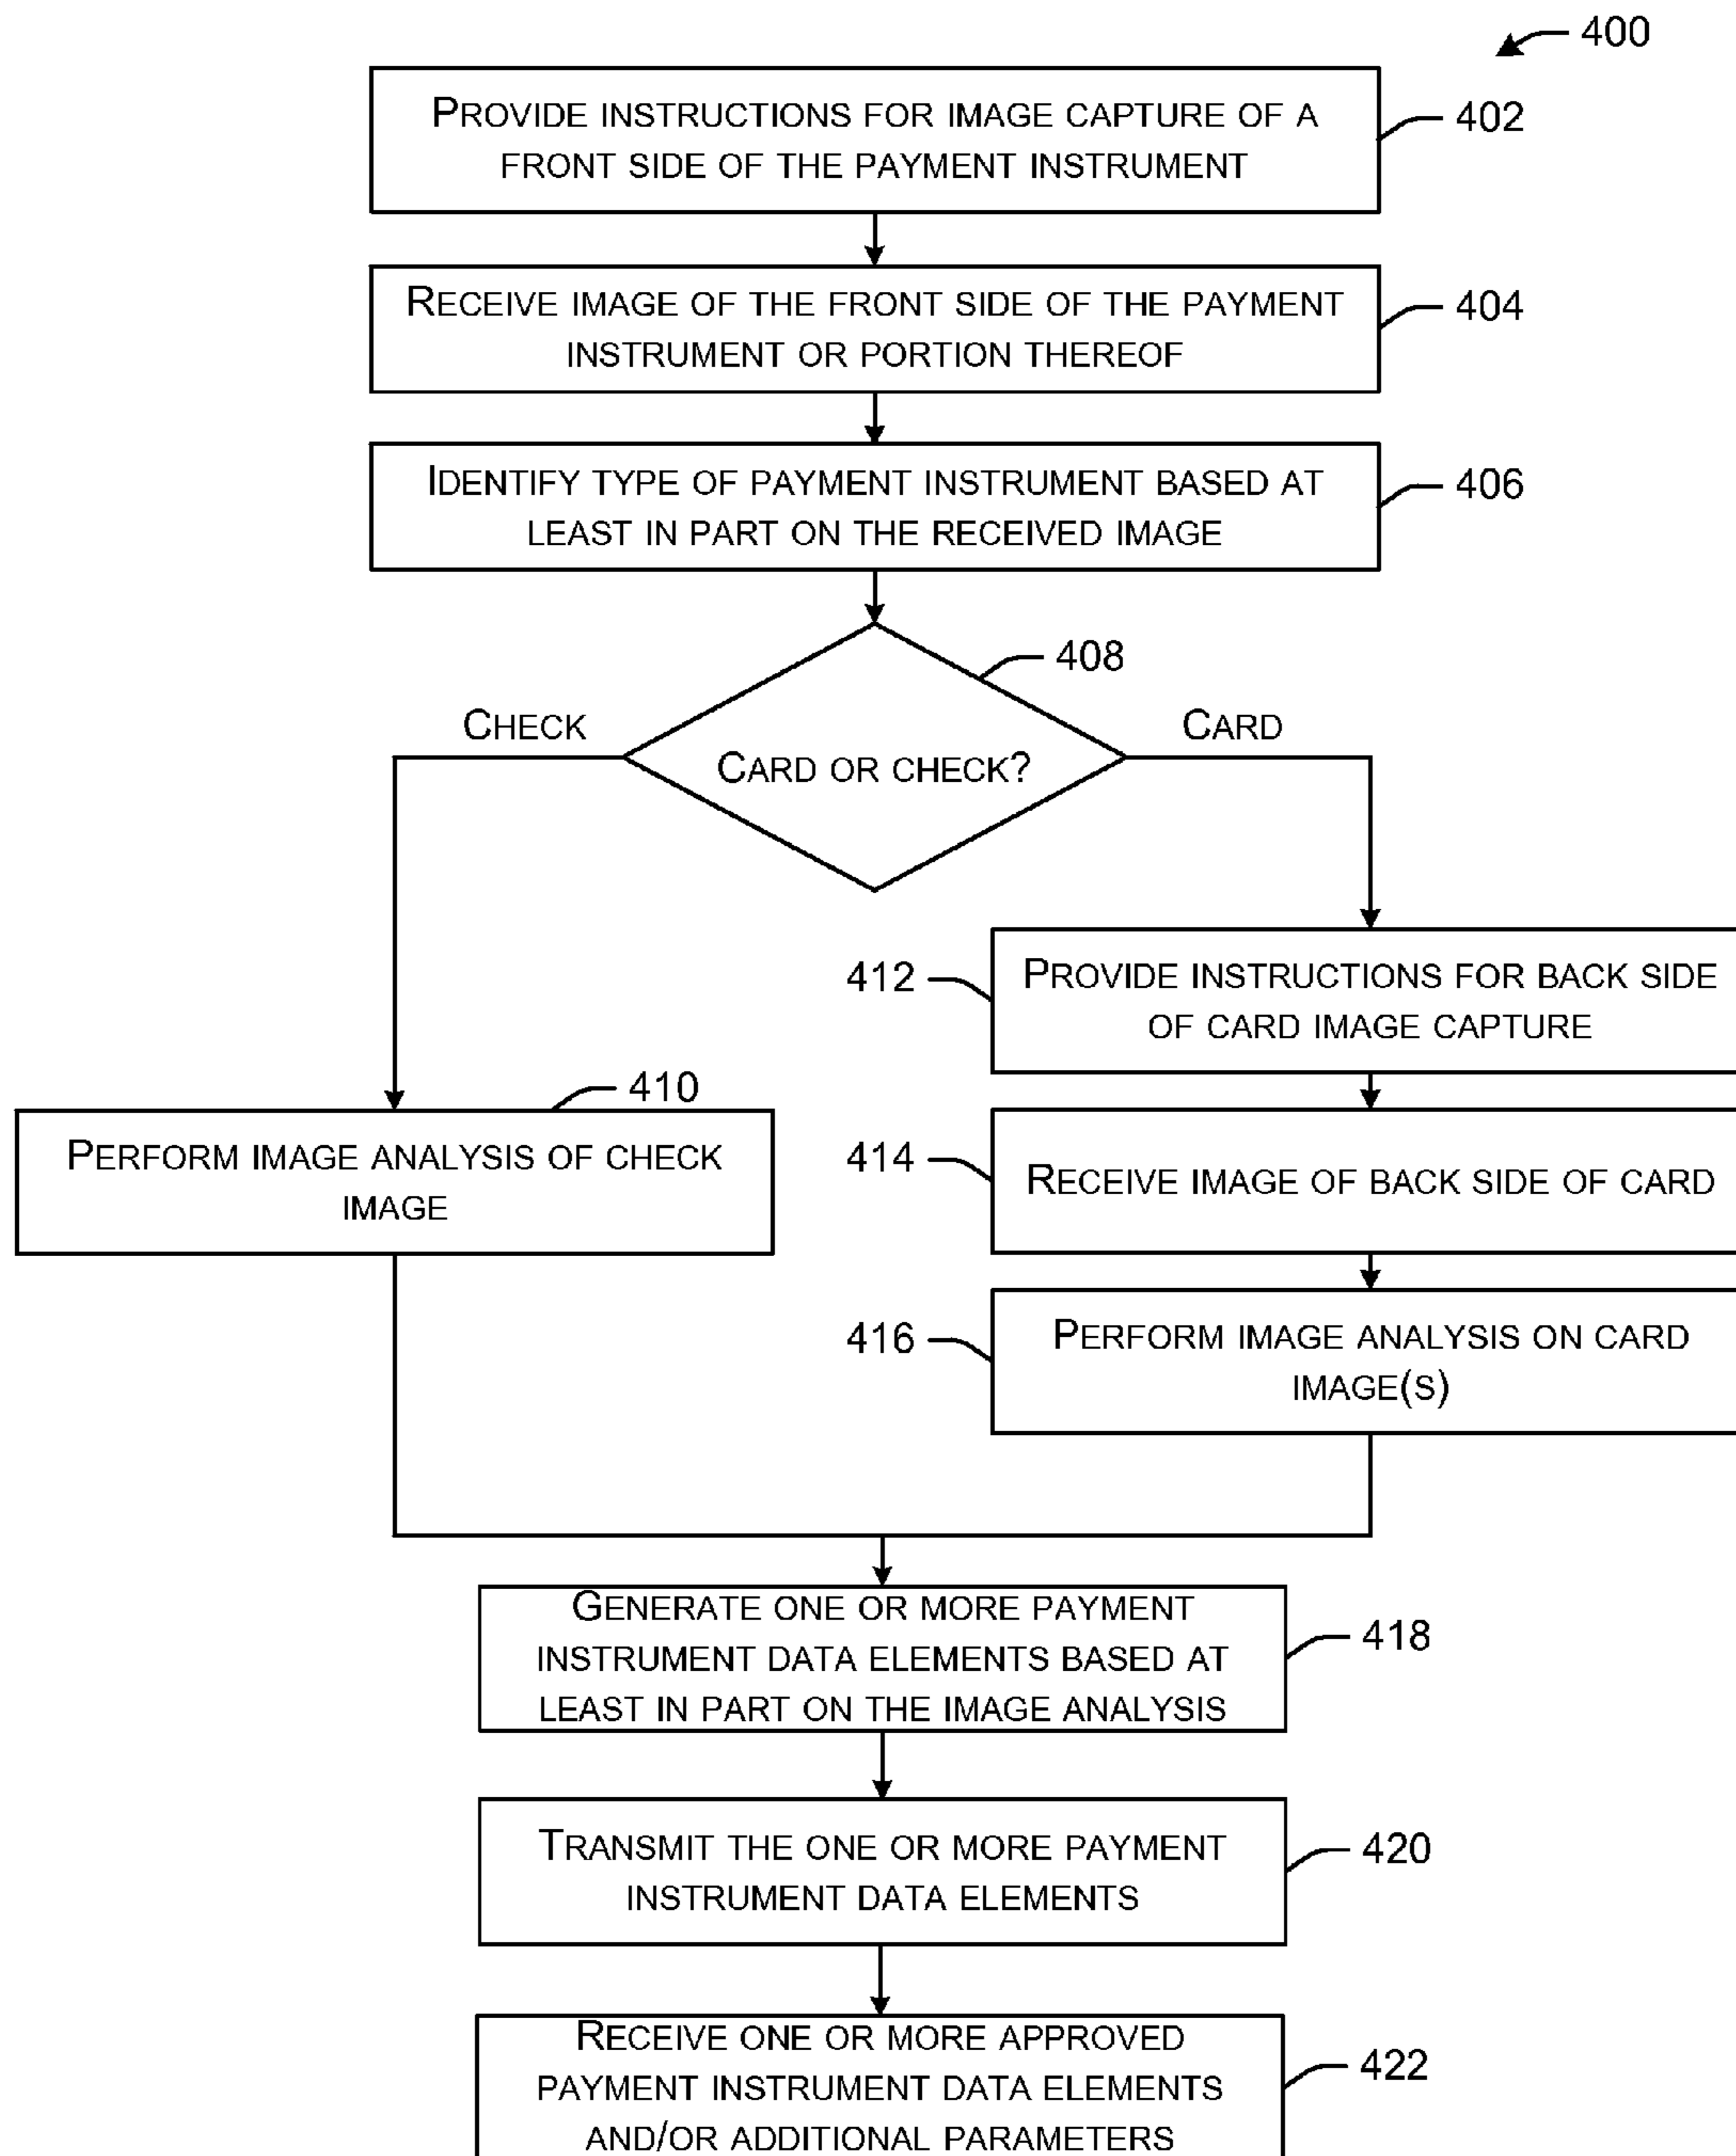 400
PROVIDE INSTRUCTIONS FOR IMAGE CAPTURE OF A
FRONT SIDE OF THE PAYMENT INSTRUMENT
402
RECEIVE IMAGE OF THE FRONT SIDE OF THE PAYMENT
INSTRUMENT OR PORTION THEREOF
404
IDENTIFY TYPE OF PAYMENT INSTRUMENT BASED AT
LEAST IN PART ON THE RECEIVED IMAGE
406
408
CHECK
CARD
CARD OR CHECK?
412
PROVIDE INSTRUCTIONS FOR BACK SIDE
OF CARD IMAGE CAPTURE
410
PERFORM IMAGE ANALYSIS OF CHECK
IMAGE
414
RECEIVE IMAGE OF BACK SIDE OF CARD
416
PERFORM IMAGE ANALYSIS ON CARD
IMAGE(S)
GENERATE ONE OR MORE PAYMENT
INSTRUMENT DATA ELEMENTS BASED AT
LEAST IN PART ON THE IMAGE ANALYSIS
418
TRANSMIT THE ONE OR MORE PAYMENT
INSTRUMENT DATA ELEMENTS
420
RECEIVE ONE OR MORE APPROVED
PAYMENT INSTRUMENT DATA ELEMENTS
AND/OR ADDITIONAL PARAMETERS
422